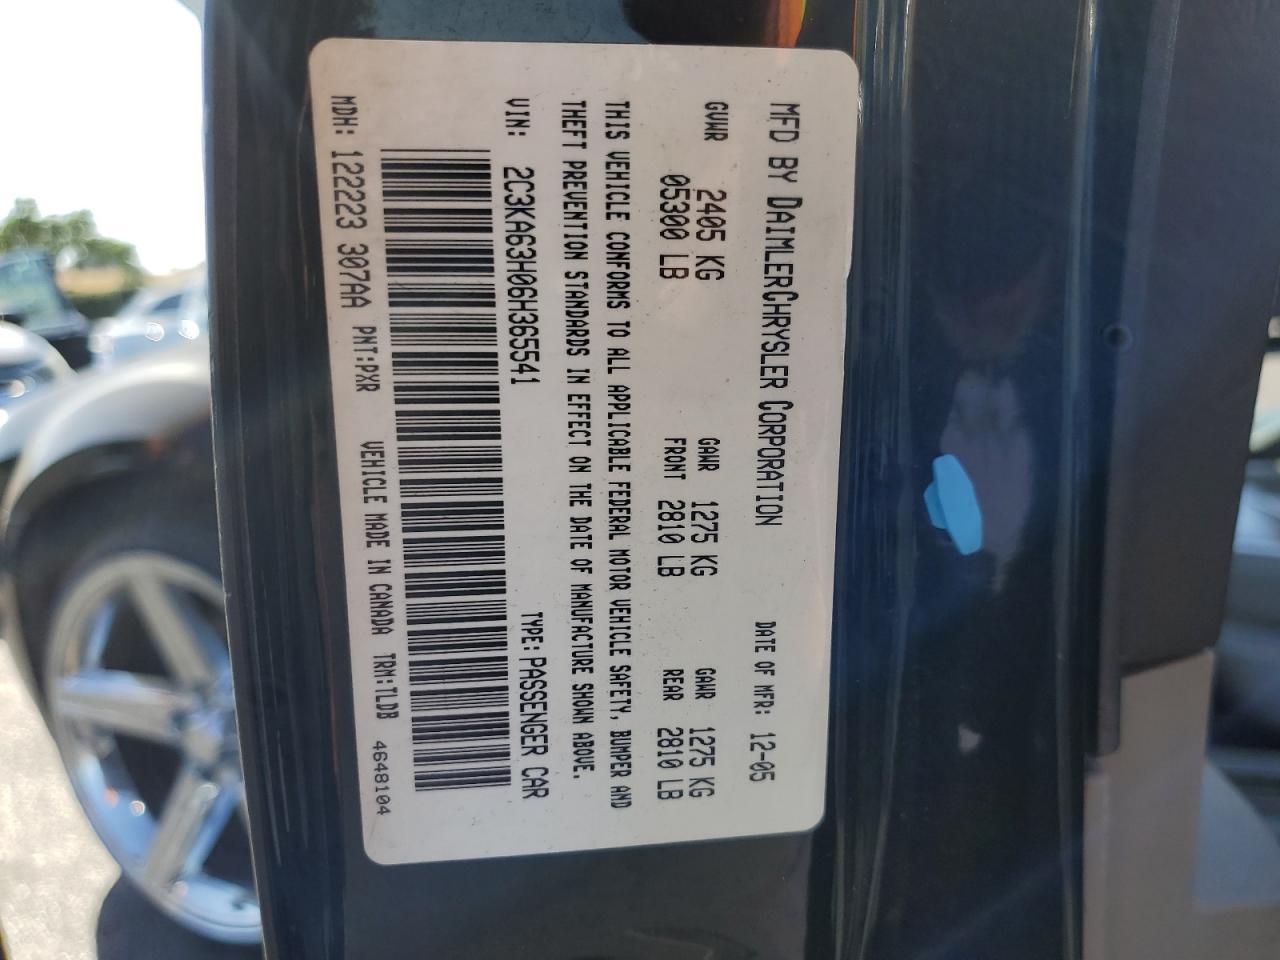 MFD BY DAIMLERCHRYSLER CORPORATION DATE OF MFR: 12-05
GVWR 2405 KG GAWR 1275 KG GAWR 1275 KG
05300 LB FRONT 2810 LB REAR 2810 LB
THIS VEHICLE CONFORMS TO ALL APPLICABLE FEDERAL MOTOR VEHICLE SAFETY, BUMPER AND
THEFT PREVENTION STANDARDS IN EFFECT ON THE DATE OF MANUFACTURE SHOWN ABOVE.
VIN: 2C3KA63H06H365541 TYPE: PASSENGER CAR
MDH: 122223 307AA PNT:PXR VEHICLE MADE IN CANADA TRM:TLDB 4648104